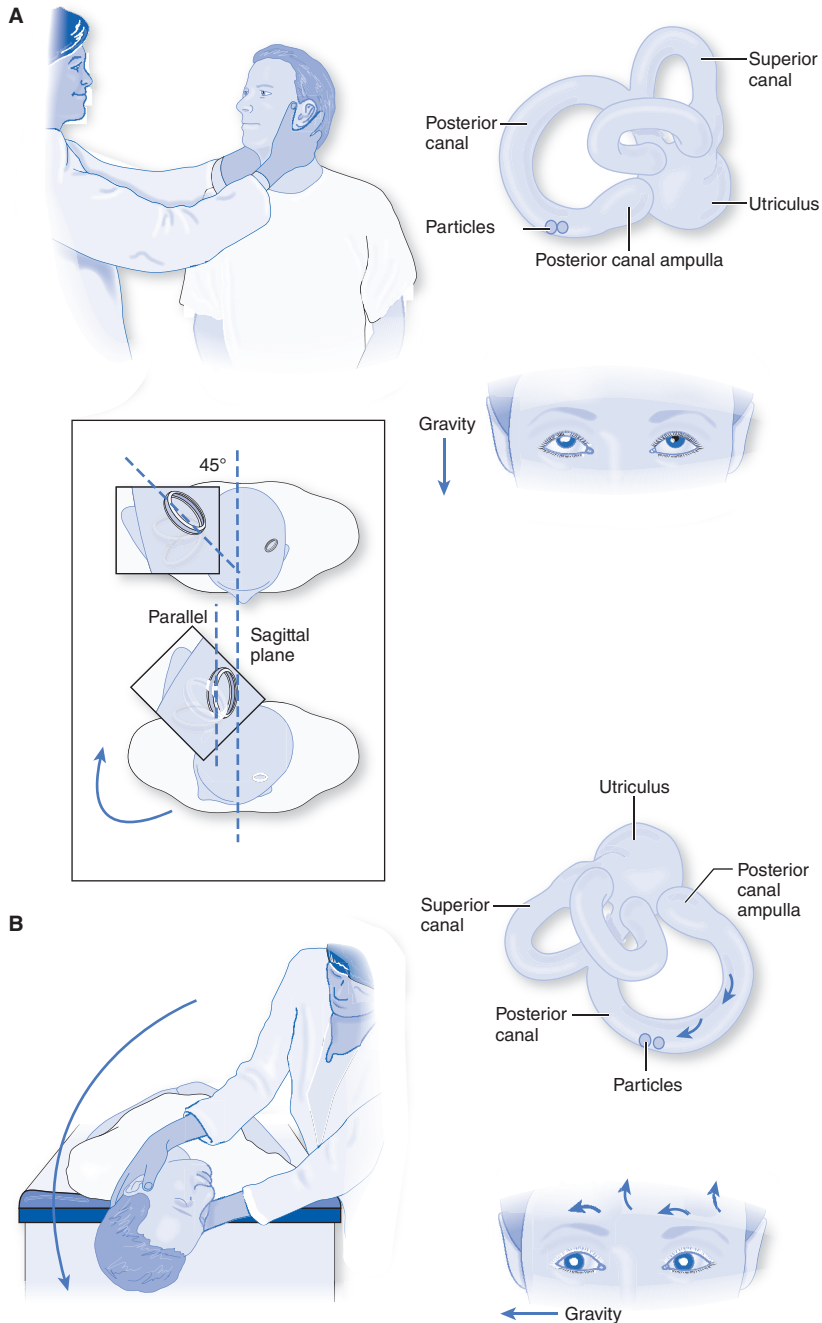 A
Superior
canal
Posterior
canal
Particles
Utriculus
Posterior canal ampulla
Gravity
45°
Parallel
Sagittal
plane
B
Utriculus
Superior
canal
Posterior
canal
ampulla
Posterior
canal
Particles
Gravity